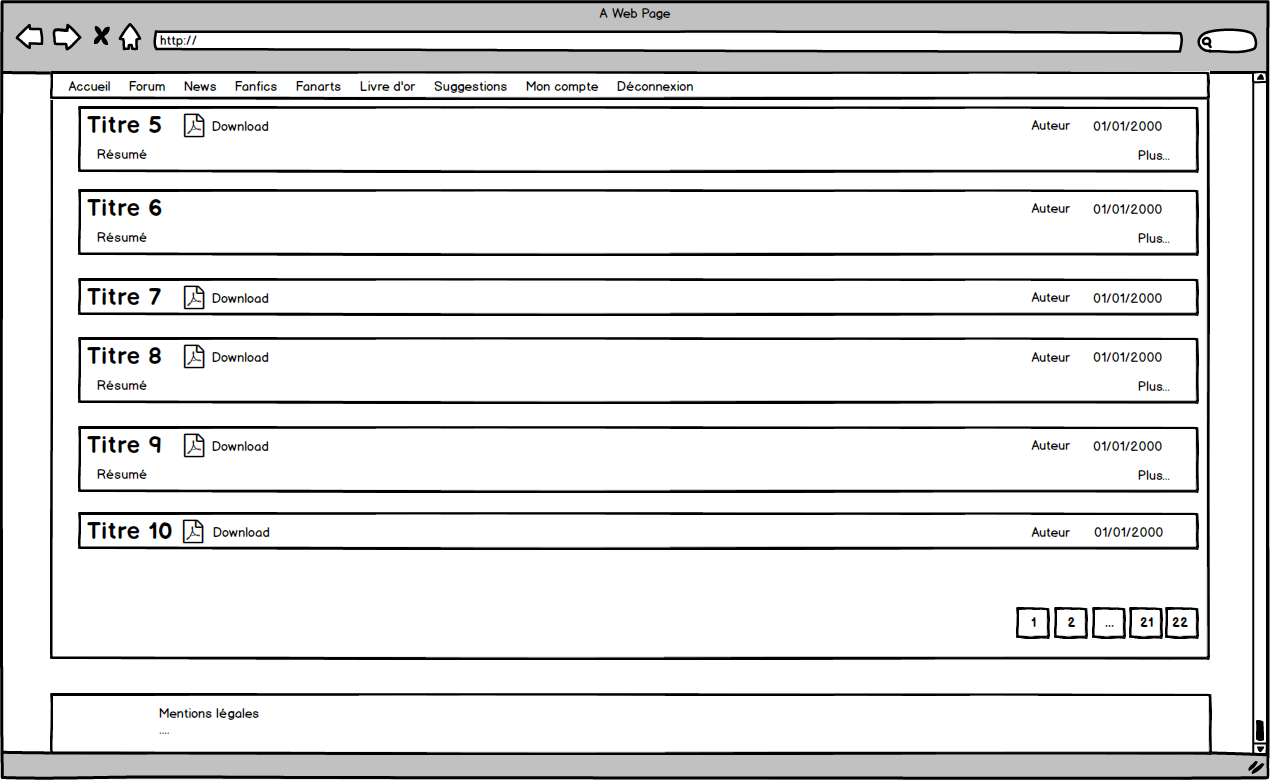 A Web Page
http://
Accueil Forum News Fanfics Fanarts Livre d'or Suggestions Mon compte Déconnexion
Titre 5 Download Auteur 01/01/2000
Résumé Plus...
Titre 6 Auteur 01/01/2000
Résumé Plus...
Titre 7 Download Auteur 01/01/2000
Titre 8 Download Auteur 01/01/2000
Résumé Plus...
Titre 9 Download Auteur 01/01/2000
Résumé Plus...
Titre 10 Download Auteur 01/01/2000
1 2 ... 21 22
Mentions légales
....